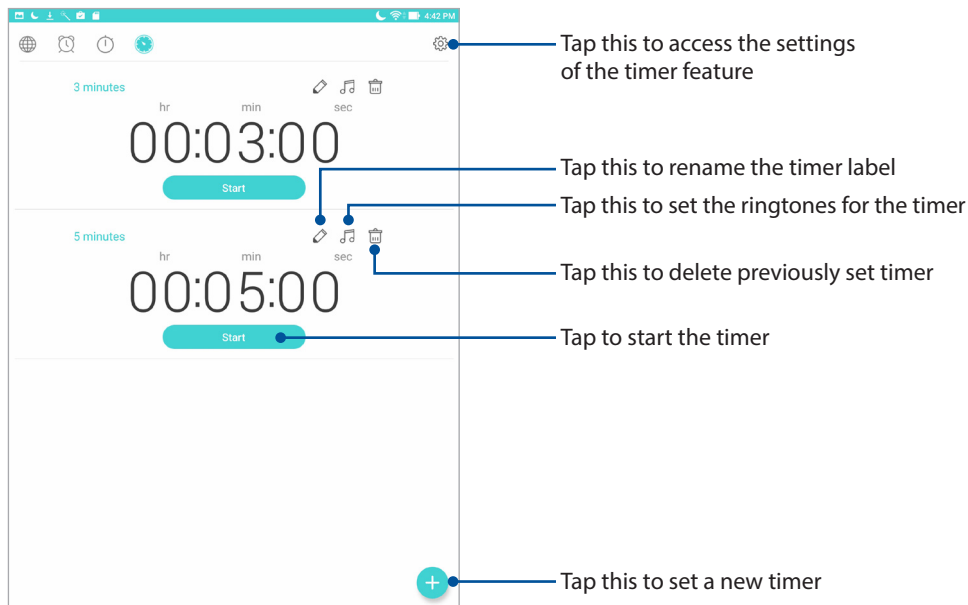 4:42 PM
Tap this to access the settings
of the timer feature
3 minutes
hr min sec
00:03:00
Start
Tap this to rename the timer label
Tap this to set the ringtones for the timer
5 minutes
hr min sec
00:05:00
Tap this to delete previously set timer
Start
Tap to start the timer
Tap this to set a new timer